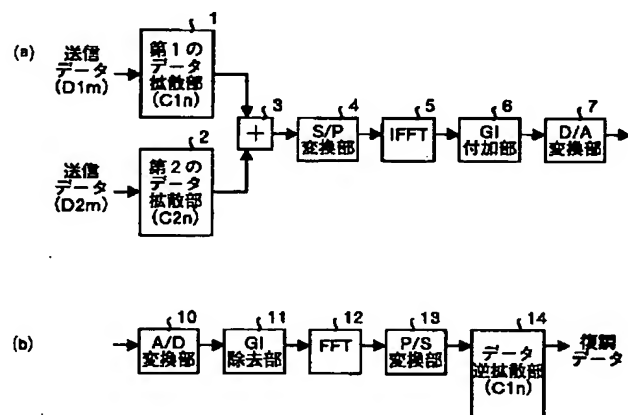 (a)
送信
データ
(D1m)
1
第1の
データ
拡散部
(C1n)
送信
データ
(D2m)
2
第2の
データ
拡散部
(C2n)
3
+
4
S/P
変換部
5
IFFT
6
GI
付加部
7
D/A
変換部
(b)
10
A/D
変換部
11
GI
除去部
12
FFT
13
P/S
変換部
14
データ
逆拡散部
(C1n)
復調
データ